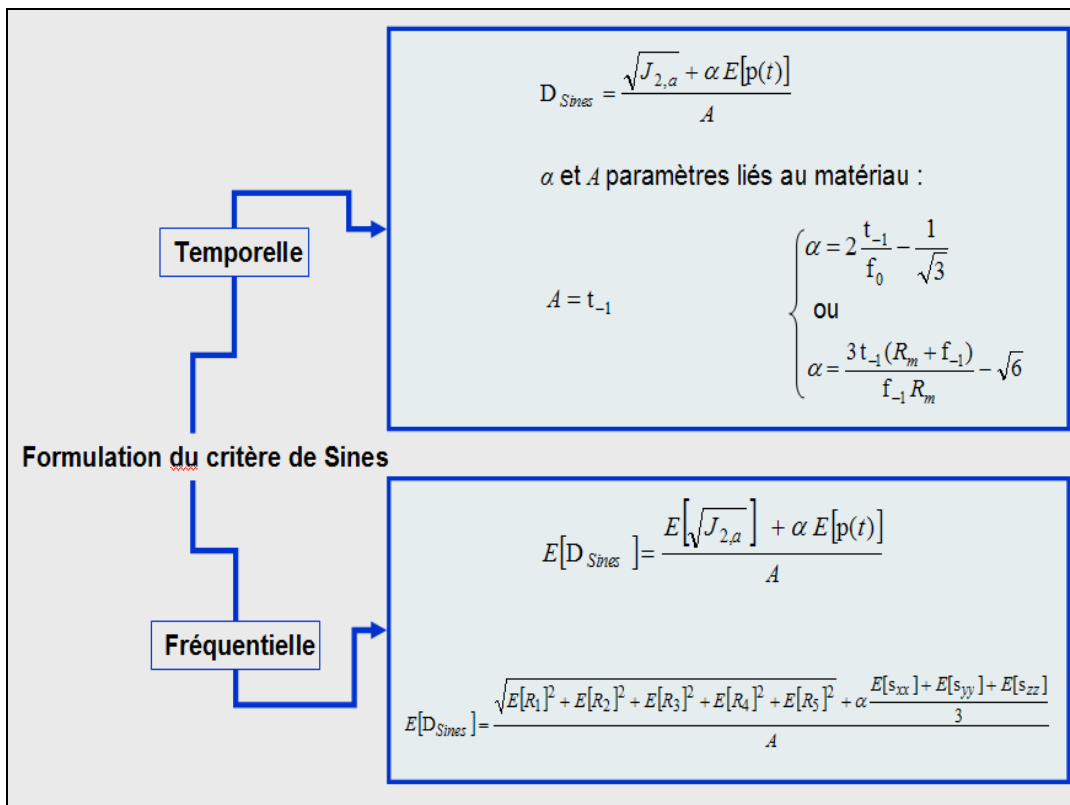 D_Sines = (√(J_{2,a}) + α E[p(t)]) / A
α et A paramètres liés au matériau :
A = t_{-1}
α = 2 t_{-1}/f_0 − 1/√3
ou
α = 3 t_{-1}(R_m + f_{-1}) / (f_{-1} R_m) − √6
Temporelle
Formulation du critère de Sines
Fréquentielle
E[D_Sines] = (E[√(J_{2,a})] + α E[p(t)]) / A
E[D_Sines] = (√(E[R_1]² + E[R_2]² + E[R_3]² + E[R_4]² + E[R_5]²) + α (E[s_xx] + E[s_yy] + E[s_zz])/3) / A